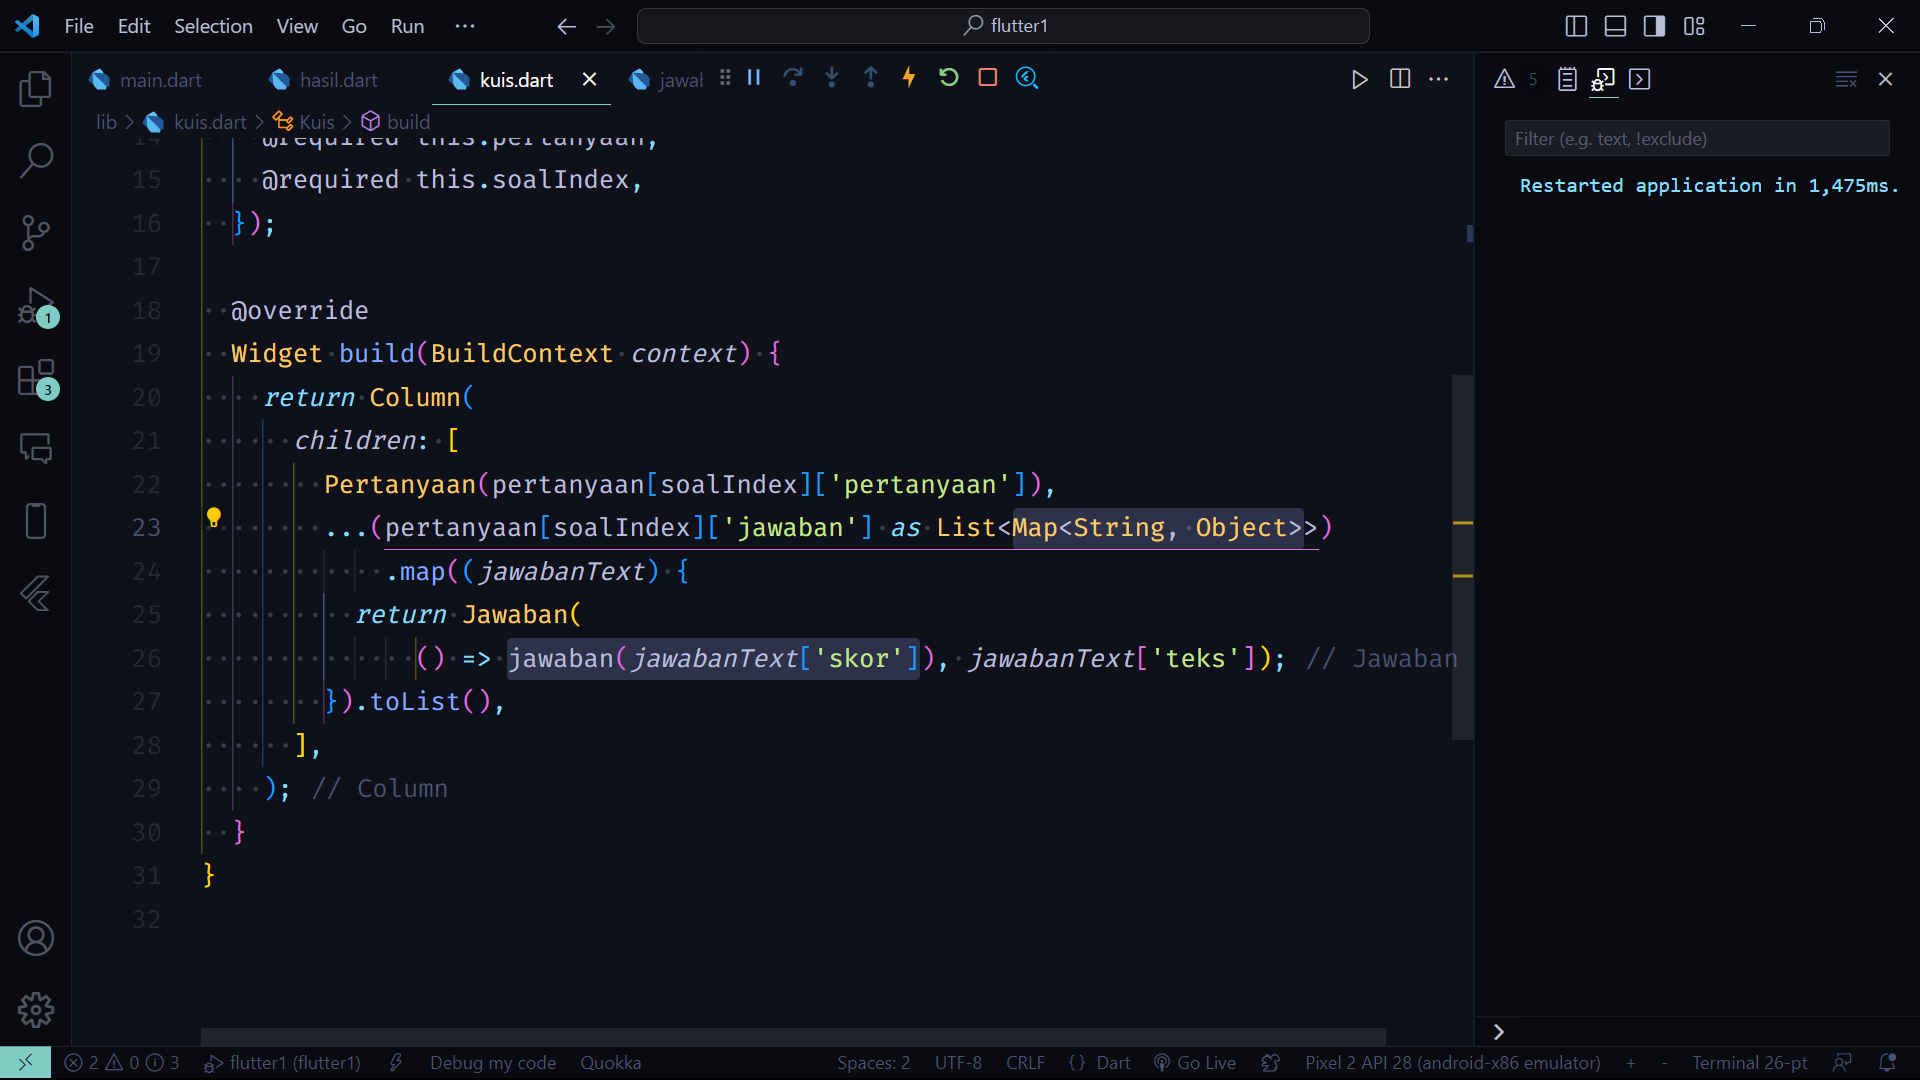 File Edit Selection View Go Run ··· flutter1
main.dart hasil.dart kuis.dart jawal
5
lib > kuis.dart > Kuis > build
Filter (e.g. text, !exclude)
Restarted application in 1,475ms.
14 @required this.pertanyaan,
15 @required this.soalIndex,
16 });
17
18 @override
19 Widget build(BuildContext context) {
20 return Column(
21 children: [
22 Pertanyaan(pertanyaan[soalIndex]['pertanyaan']),
23 ...(pertanyaan[soalIndex]['jawaban'] as List<Map<String, Object>>)
24 .map((jawabanText) {
25 return Jawaban(
26 () => jawaban(jawabanText['skor']), jawabanText['teks']); // Jawaban
27 }).toList(),
28 ],
29 ); // Column
30 }
31 }
32
1
3
2 0 3 flutter1 (flutter1) Debug my code Quokka Spaces: 2 UTF-8 CRLF {} Dart Go Live Pixel 2 API 28 (android-x86 emulator) + - Terminal 26-pt